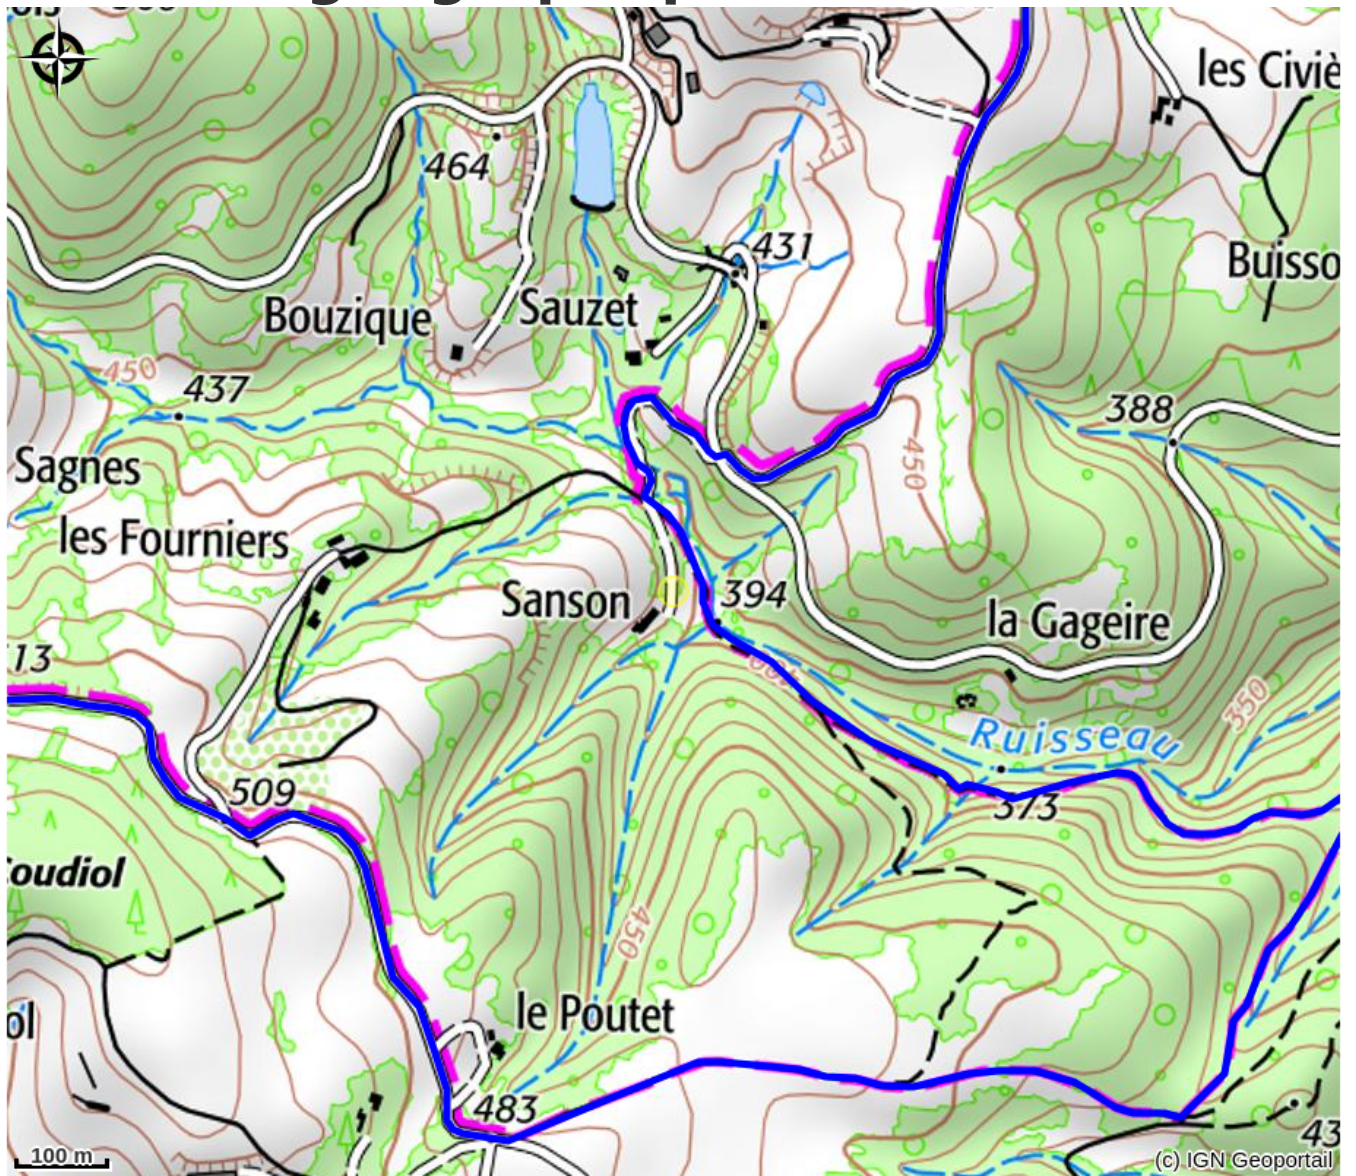 464
les Civiè
431
Buisso
Sauzet
Bouzique
450
437
388
Sagnes
450
les Fourniers
Sanson
394
la Gageire
13
400
350
Ruisseau
509
373
oudiol
450
ol
le Poutet
483
43
100 m
(c) IGN Geoportail